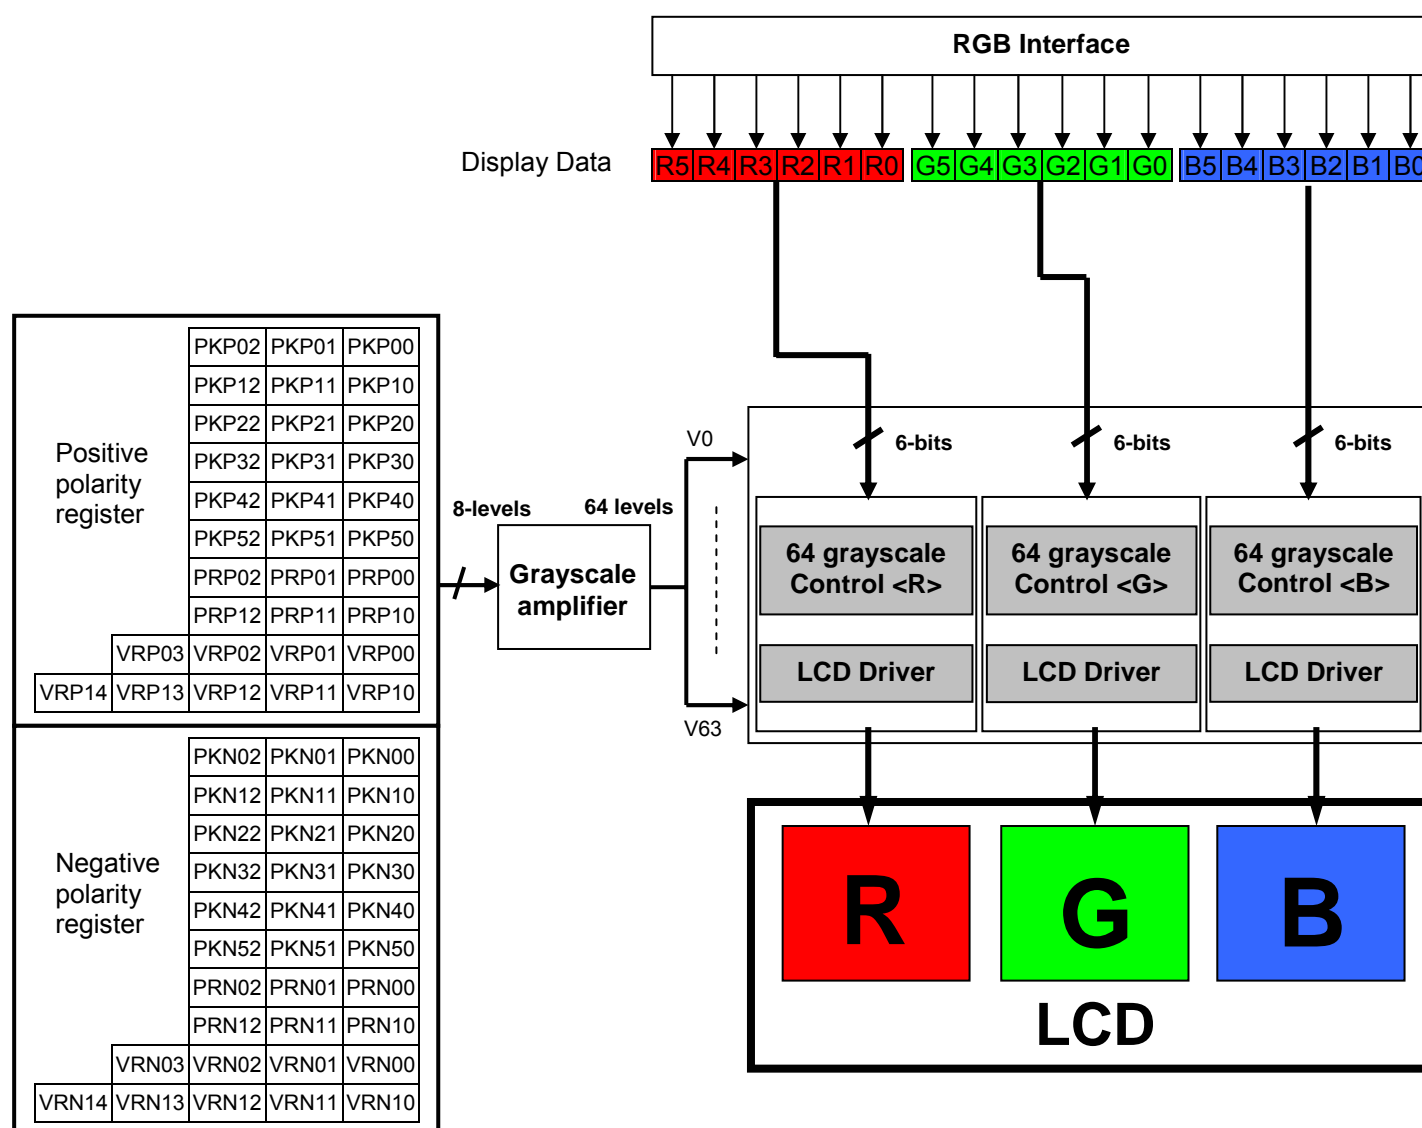 RGB Interface
Display Data
R5 R4 R3 R2 R1 R0 G5 G4 G3 G2 G1 G0 B5 B4 B3 B2 B1 B0
Positive
polarity
register
PKP02 PKP01 PKP00
PKP12 PKP11 PKP10
PKP22 PKP21 PKP20
PKP32 PKP31 PKP30
PKP42 PKP41 PKP40
PKP52 PKP51 PKP50
PRP02 PRP01 PRP00
PRP12 PRP11 PRP10
VRP03 VRP02 VRP01 VRP00
VRP14 VRP13 VRP12 VRP11 VRP10
Negative
polarity
register
PKN02 PKN01 PKN00
PKN12 PKN11 PKN10
PKN22 PKN21 PKN20
PKN32 PKN31 PKN30
PKN42 PKN41 PKN40
PKN52 PKN51 PKN50
PRN02 PRN01 PRN00
PRN12 PRN11 PRN10
VRN03 VRN02 VRN01 VRN00
VRN14 VRN13 VRN12 VRN11 VRN10
8-levels
64 levels
Grayscale
amplifier
V0
V63
6-bits
6-bits
6-bits
64 grayscale
Control <R>
64 grayscale
Control <G>
64 grayscale
Control <B>
LCD Driver
LCD Driver
LCD Driver
R
G
B
LCD